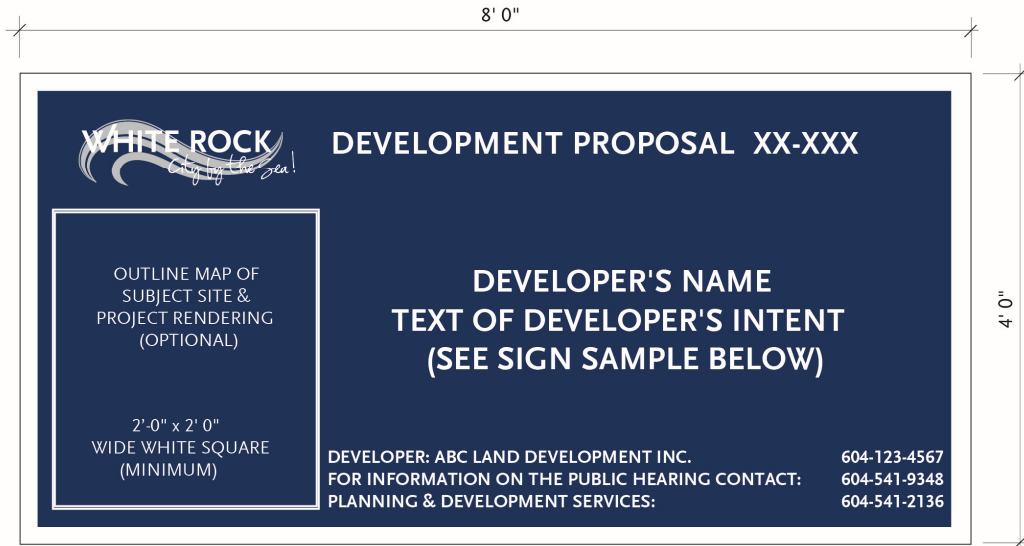 8' 0"
WHITE ROCK
City by the Sea!
DEVELOPMENT PROPOSAL XX-XXX
OUTLINE MAP OF
SUBJECT SITE &
PROJECT RENDERING
(OPTIONAL)
2’-0" x 2' 0"
WIDE WHITE SQUARE
(MINIMUM)
DEVELOPER'S NAME
TEXT OF DEVELOPER'S INTENT
(SEE SIGN SAMPLE BELOW)
4' 0"
DEVELOPER: ABC LAND DEVELOPMENT INC. 604-123-4567
FOR INFORMATION ON THE PUBLIC HEARING CONTACT: 604-541-9348
PLANNING & DEVELOPMENT SERVICES: 604-541-2136